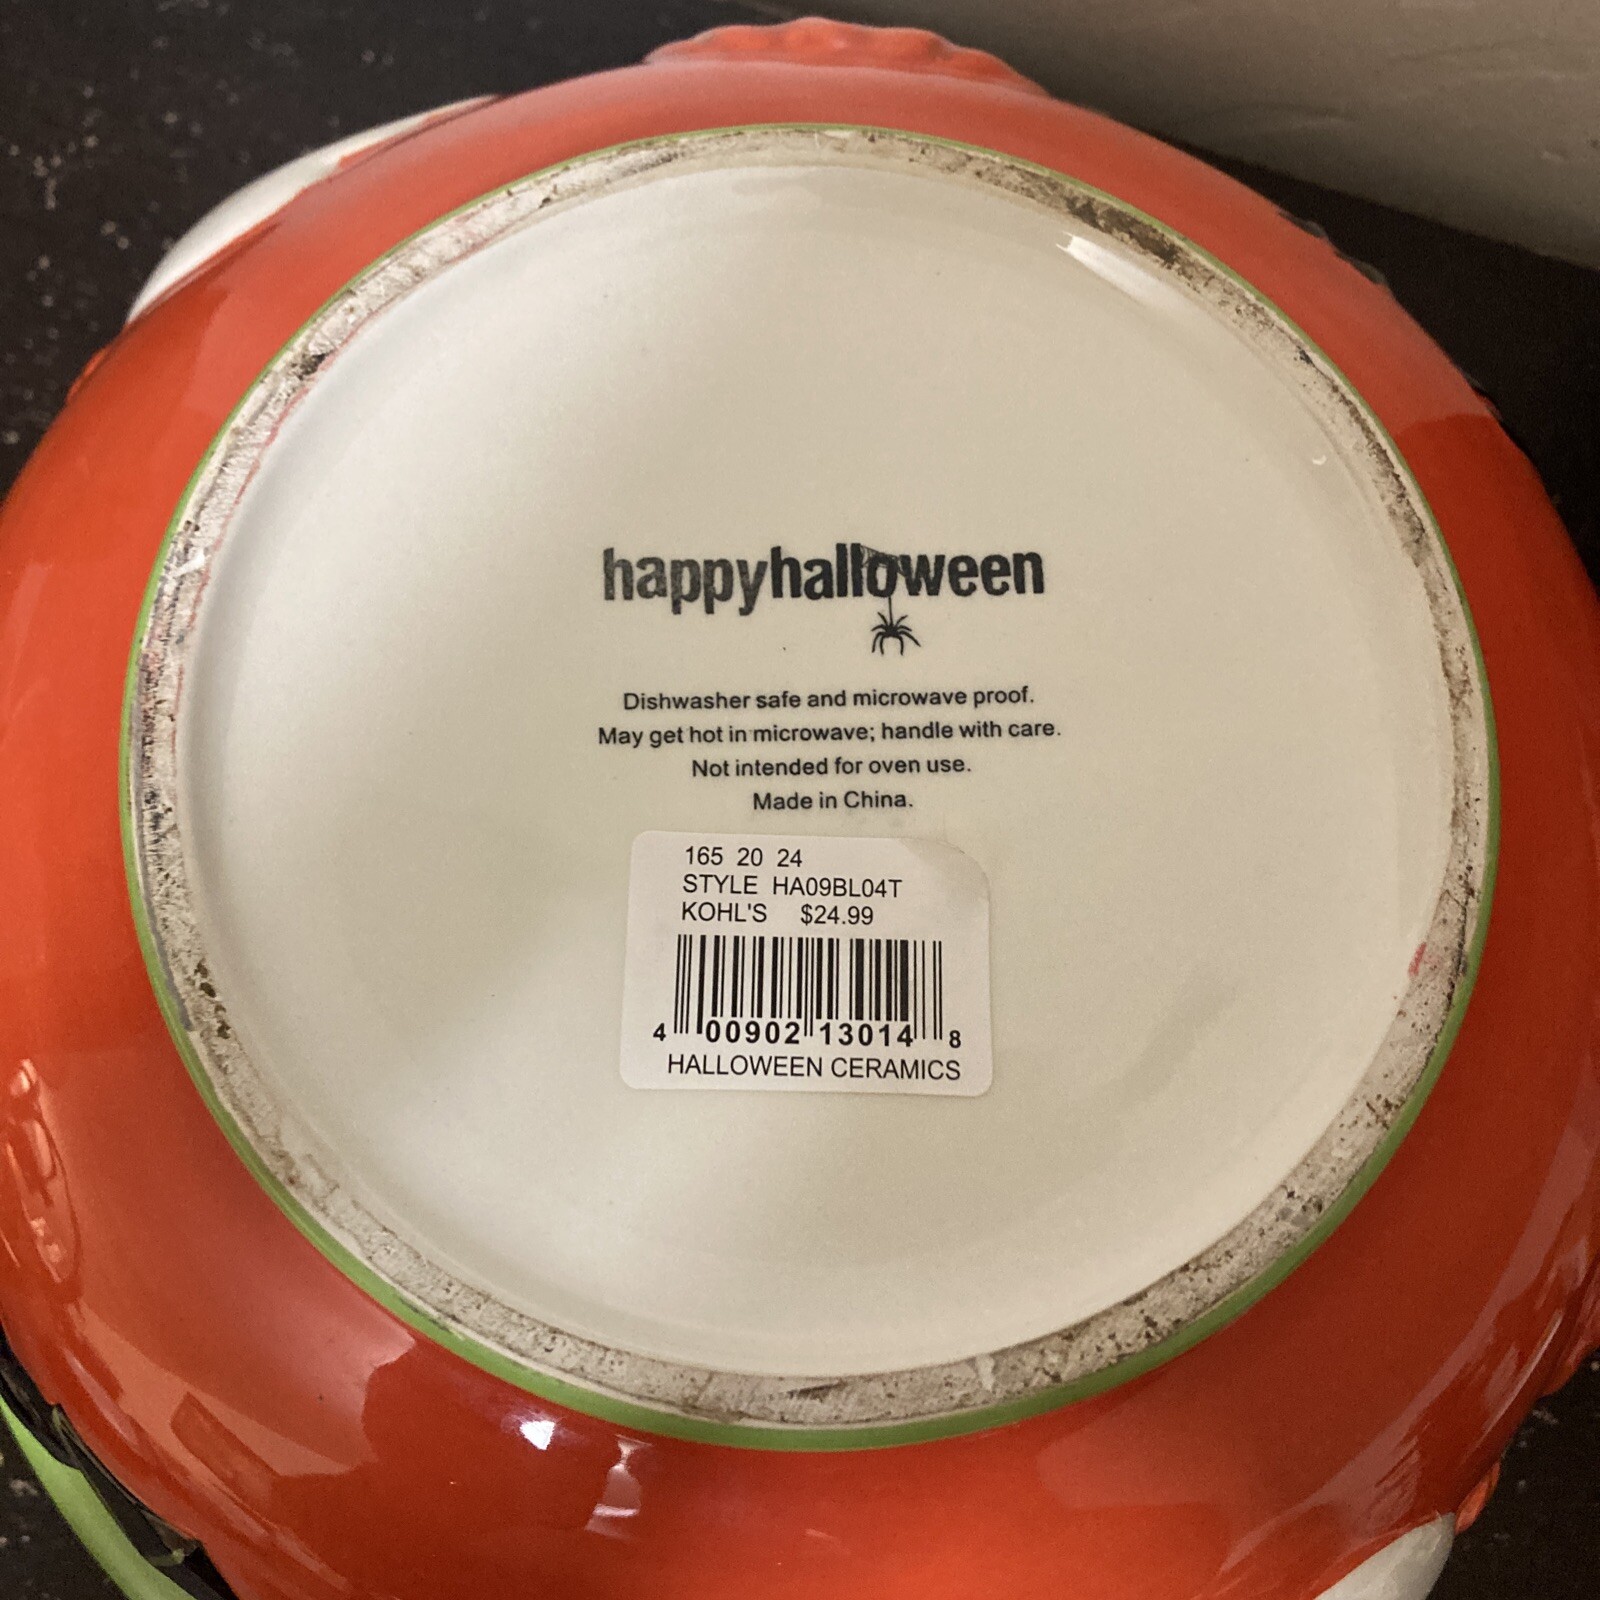 happyhalloween
Dishwasher safe and microwave proof.
May get hot in microwave; handle with care.
Not intended for oven use.
Made in China.
165 20 24
STYLE HA09BL04T
KOHL'S $24.99
4 00902 13014 8
HALLOWEEN CERAMICS